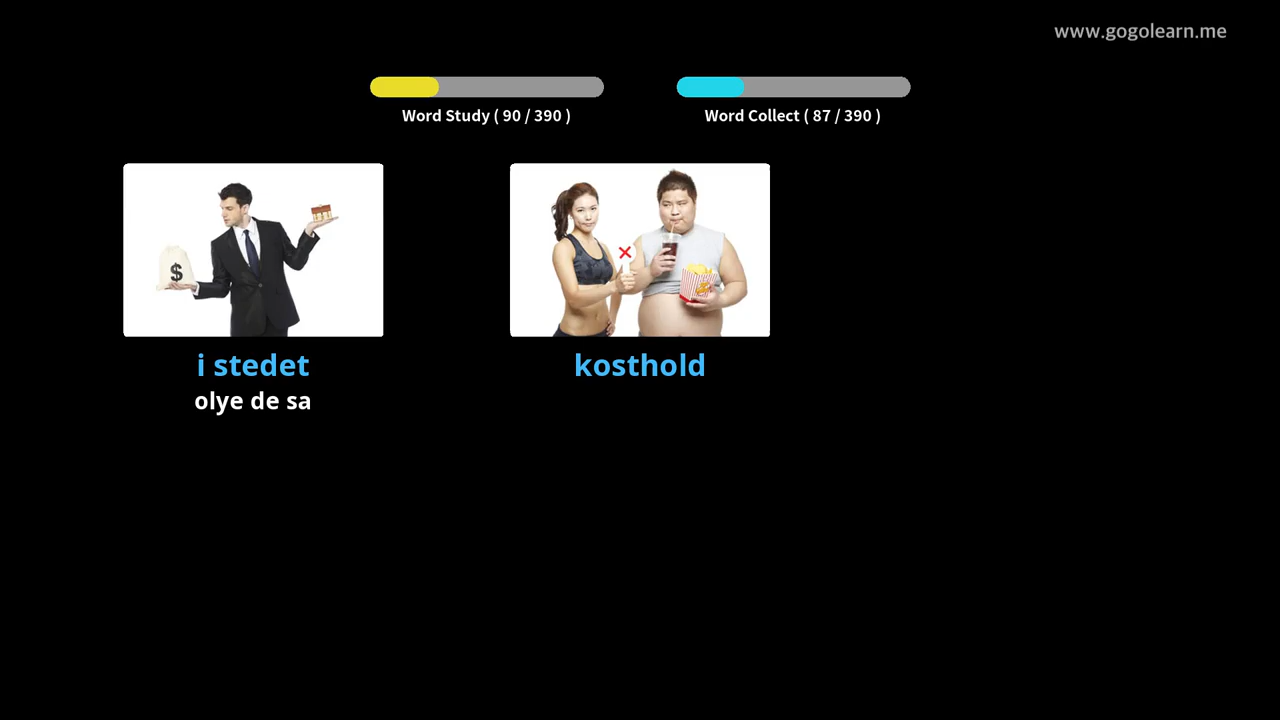 www.gogolearn.me
Word Study ( 90 / 390 )
Word Collect ( 87 / 390 )
$
i stedet
olye de sa
kosthold